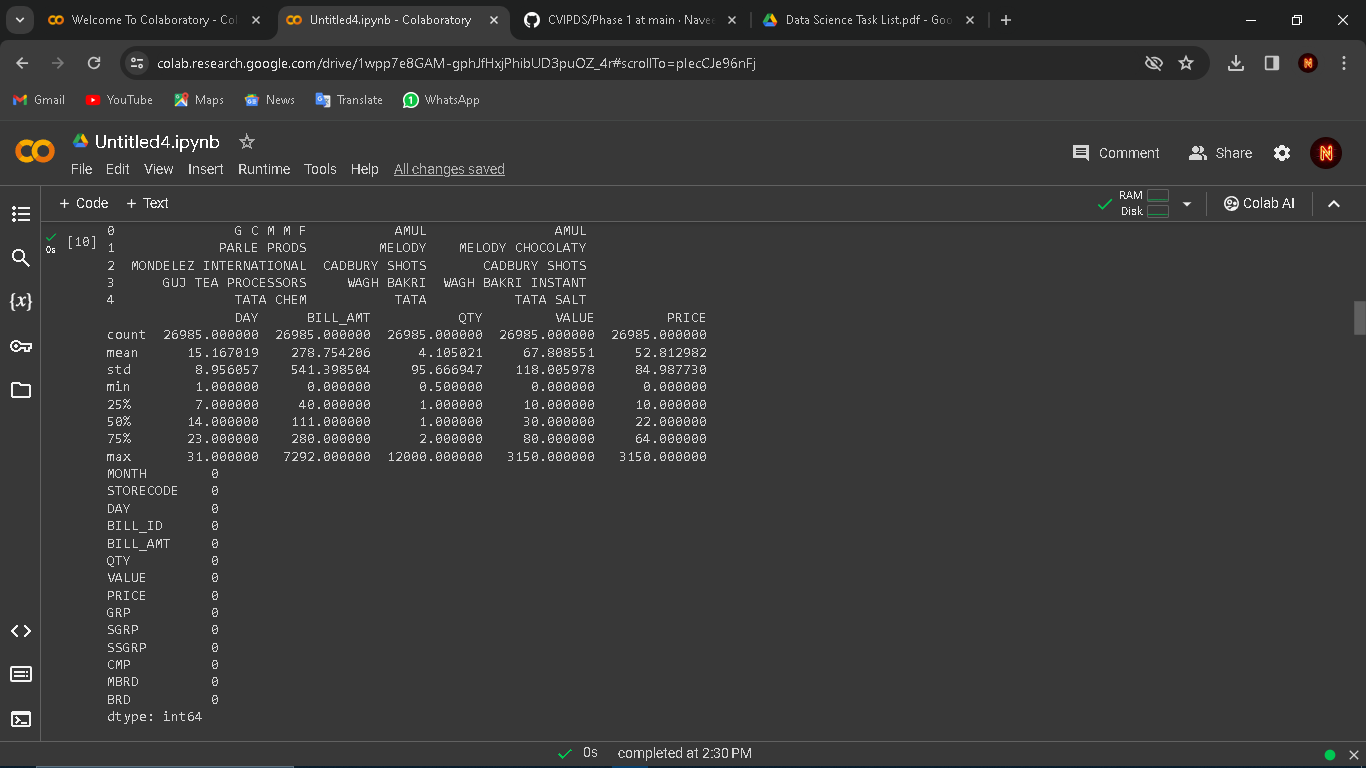 Welcome To Colaboratory - Col
Untitled4.ipynb - Colaboratory
CVIPDS/Phase 1 at main · Navee
Data Science Task List.pdf - Goo
colab.research.google.com/drive/1wpp7e8GAM-gphJfHxjPhibUD3puOZ_4r#scrollTo=pIecCJe96nFj
N
Gmail YouTube Maps News Translate 1 WhatsApp
Untitled4.ipynb
File Edit View Insert Runtime Tools Help All changes saved
Comment Share N
+ Code + Text
RAM
Disk
Colab AI
{x}
0s
[10]
0 G C M M F AMUL AMUL
1 PARLE PRODS MELODY MELODY CHOCOLATY
2 MONDELEZ INTERNATIONAL CADBURY SHOTS CADBURY SHOTS
3 GUJ TEA PROCESSORS WAGH BAKRI WAGH BAKRI INSTANT
4 TATA CHEM TATA TATA SALT
DAY BILL_AMT QTY VALUE PRICE
count 26985.000000 26985.000000 26985.000000 26985.000000 26985.000000
mean 15.167019 278.754206 4.105021 67.808551 52.812982
std 8.956057 541.398504 95.666947 118.005978 84.987730
min 1.000000 0.000000 0.500000 0.000000 0.000000
25% 7.000000 40.000000 1.000000 10.000000 10.000000
50% 14.000000 111.000000 1.000000 30.000000 22.000000
75% 23.000000 280.000000 2.000000 80.000000 64.000000
max 31.000000 7292.000000 12000.000000 3150.000000 3150.000000
MONTH 0
STORECODE 0
DAY 0
BILL_ID 0
BILL_AMT 0
QTY 0
VALUE 0
PRICE 0
GRP 0
SGRP 0
SSGRP 0
CMP 0
MBRD 0
BRD 0
dtype: int64
0s completed at 2:30 PM